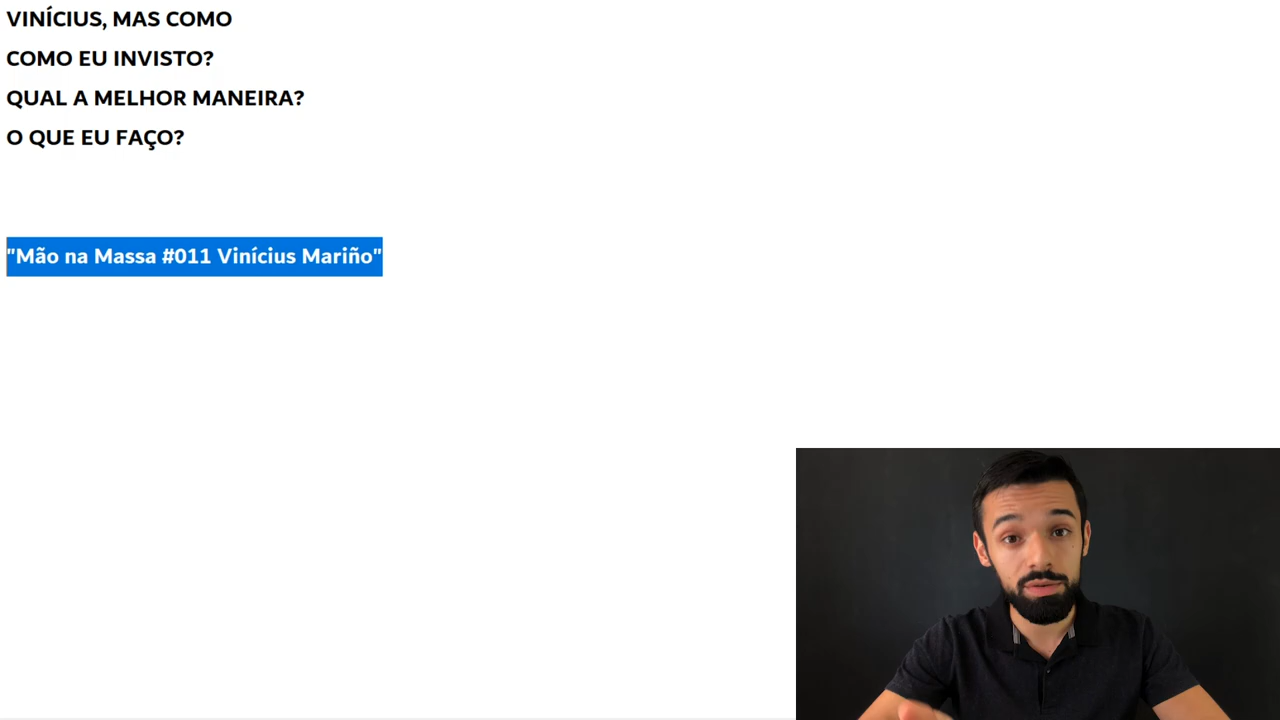 VINÍCIUS, MAS COMO
COMO EU INVISTO?
QUAL A MELHOR MANEIRA?
O QUE EU FAÇO?
"Mão na Massa #011 Vinícius Mariño"